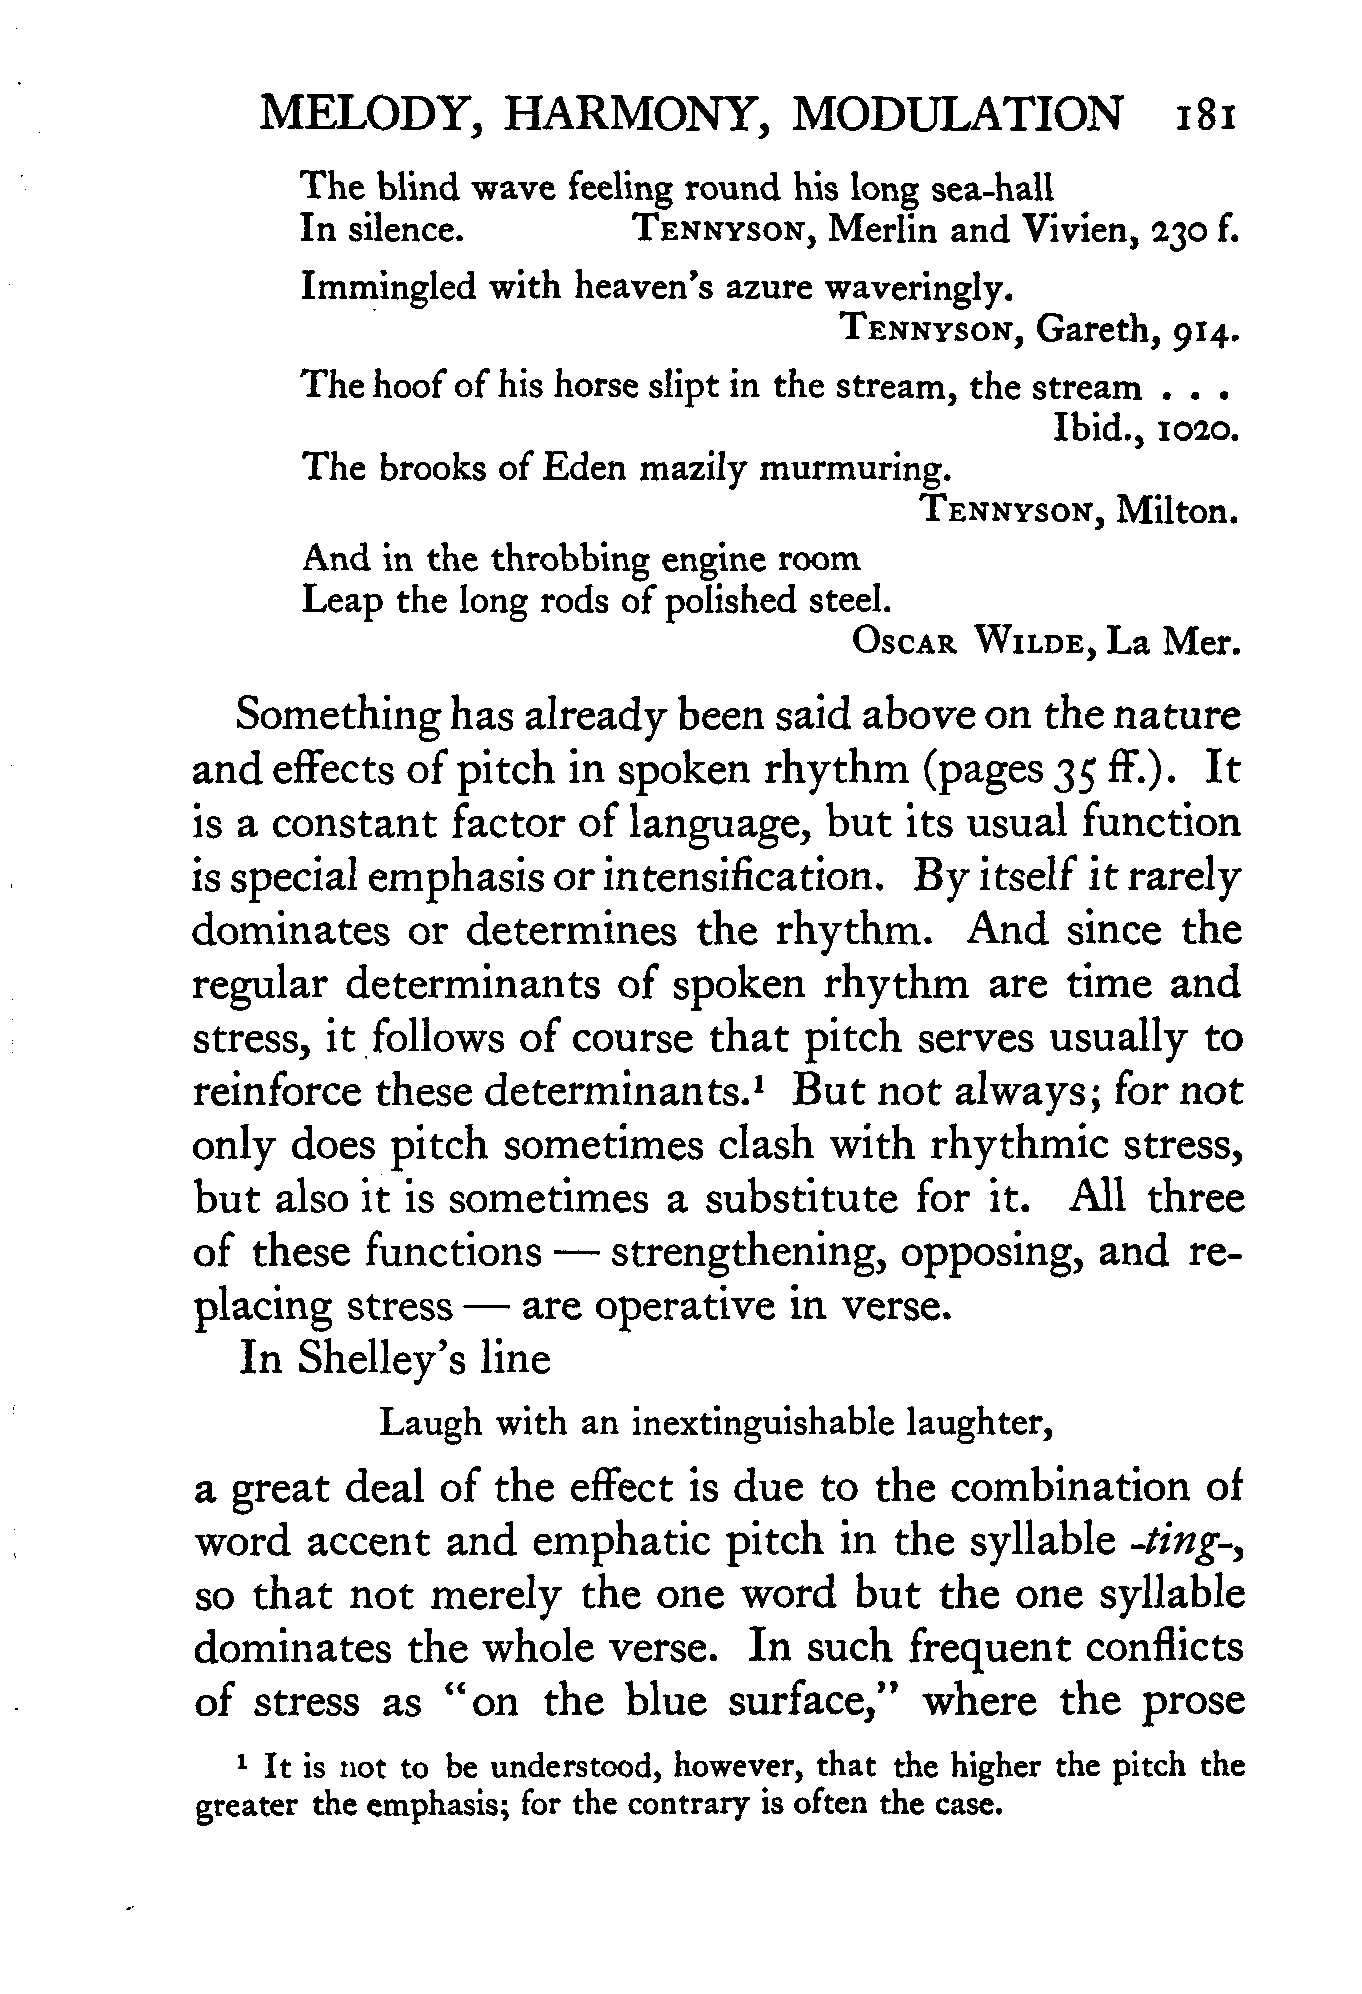 MELODY, HARMONY, MODULATION 181
The blind wave feeling round his long sea-hall
In silence. TENNYSON, Merlin and Vivien, 230 f.
Immingled with heaven's azure waveringly.
TENNYSON, Gareth, 914.
The hoof of his horse slipt in the stream, the stream . . .
Ibid., 1020.
The brooks of Eden mazily murmuring.
TENNYSON, Milton.
And in the throbbing engine room
Leap the long rods of polished steel.
OSCAR WILDE, La Mer.
Something has already been said above on the nature
and effects of pitch in spoken rhythm (pages 35 ff.). It
is a constant factor of language, but its usual function
is special emphasis or intensification. By itself it rarely
dominates or determines the rhythm. And since the
regular determinants of spoken rhythm are time and
stress, it follows of course that pitch serves usually to
reinforce these determinants.¹ But not always; for not
only does pitch sometimes clash with rhythmic stress,
but also it is sometimes a substitute for it. All three
of these functions — strengthening, opposing, and re-
placing stress — are operative in verse.
In Shelley's line
Laugh with an inextinguishable laughter,
a great deal of the effect is due to the combination of
word accent and emphatic pitch in the syllable -ting-,
so that not merely the one word but the one syllable
dominates the whole verse. In such frequent conflicts
of stress as "on the blue surface," where the prose
¹ It is not to be understood, however, that the higher the pitch the
greater the emphasis; for the contrary is often the case.